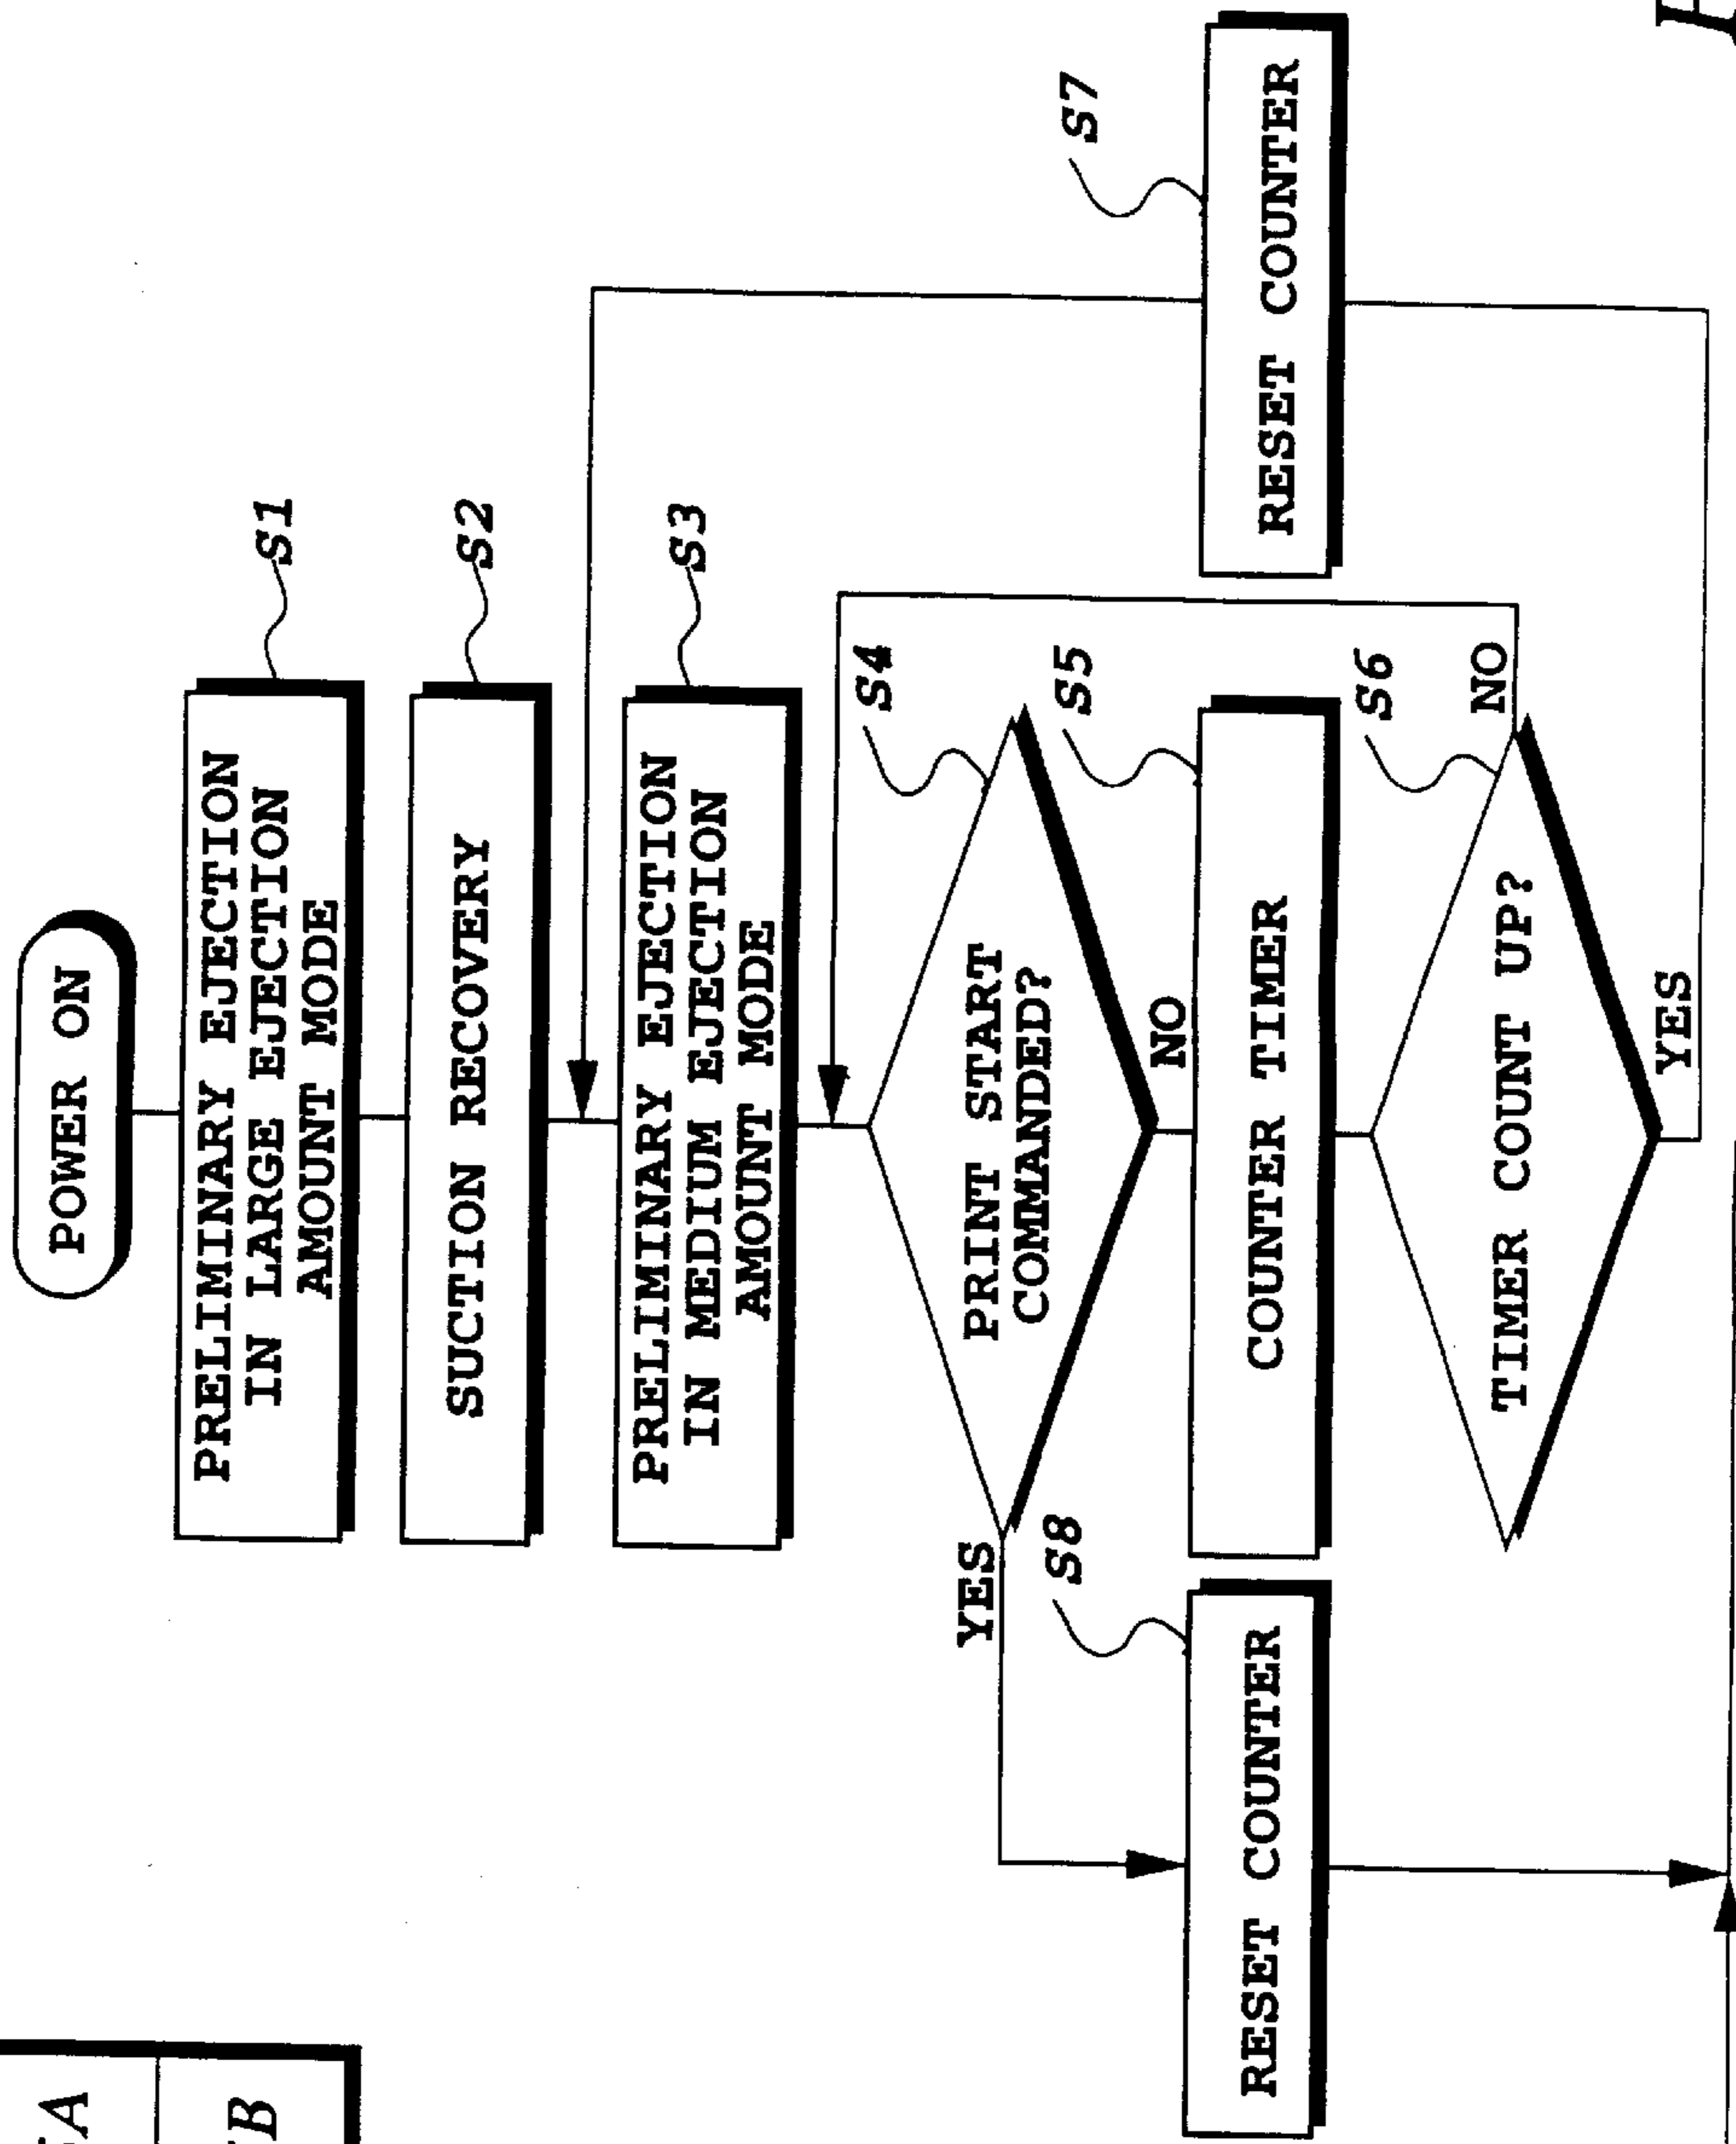 POWER ON
PRELIMINARY EJECTION
IN LARGE EJECTION
AMOUNT MODE
S1
SUCTION RECOVERY
S2
PRELIMINARY EJECTION
IN MEDIUM EJECTION
AMOUNT MODE
S3
PRINT START
COMMANDED?
S4
YES
NO
S8
RESET COUNTER
COUNTER TIMER
S5
RESET COUNTER
S7
TIMER COUNT UP?
S6
NO
YES